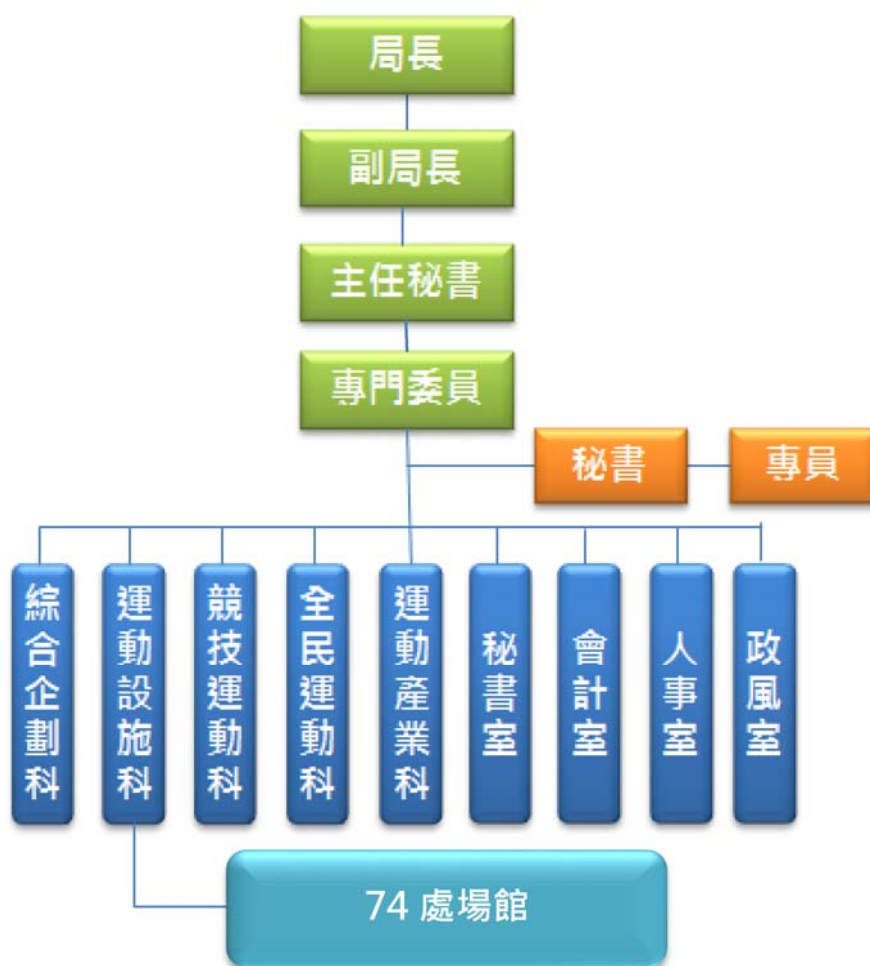 局長
副局長
主任秘書
專門委員
秘書
專員
綜合企劃科
運動設施科
競技運動科
全民運動科
運動產業科
秘書室
會計室
人事室
政風室
74 處場館